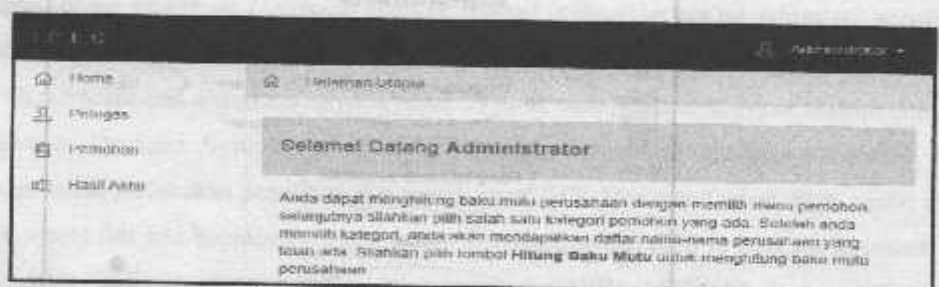 Administrator
Home
Halaman Utama
Petugas
Pemohon
Selamat Datang Administrator
Hasil Akhir
Anda dapat menghitung baku mutu perusahaan dengan memilih menu pemohon,
selanjutnya silahkan pilih salah satu kategori pemohon yang ada. Setelah anda
memilih kategori, anda akan mendapatkan daftar nama-nama perusahaan yang
telah ada. Silahkan pilih tombol Hitung Baku Mutu untuk menghitung baku mutu
perusahaan